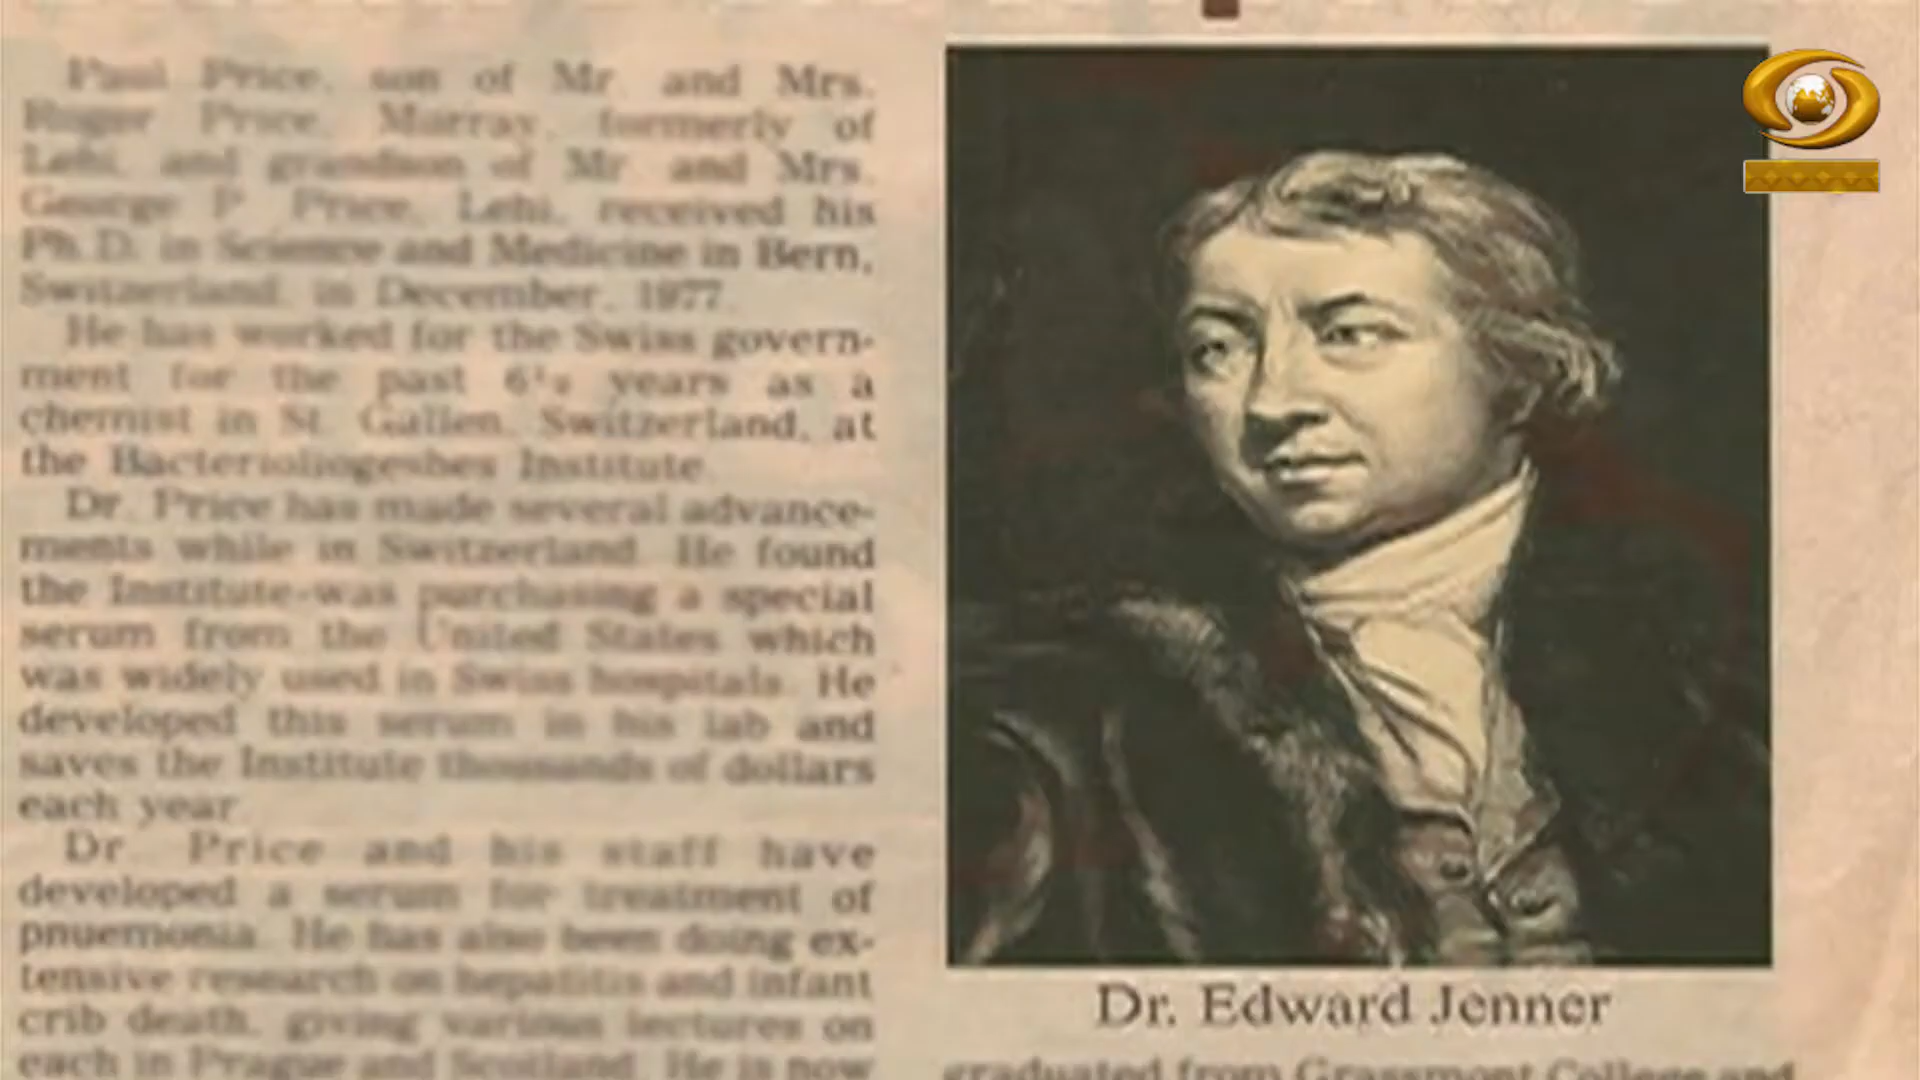 Paul Price, son of Mr. and Mrs.
Roger Price, Murray, formerly of
Lehi, and grandson of Mr. and Mrs.
George P. Price, Lehi, received his
Ph.D. in Science and Medicine in Bern,
Switzerland, in December, 1977.
He has worked for the Swiss govern-
ment for the past 6½ years as a
chemist in St. Gallen, Switzerland, at
the Bacterioliogeshes Institute.
Dr. Price has made several advance-
ments while in Switzerland. He found
the Institute-was purchasing a special
serum from the United States which
was widely used in Swiss hospitals. He
developed this serum in his lab and
saves the Institute thousands of dollars
each year
Dr. Price and his staff have
developed a serum for treatment of
pnuemonia. He has also been doing ex-
tensive research on hepatitis and infant
crib death, giving various lectures on
each in Prague and Scotland. He is now
Dr. Edward Jenner
graduated from Grassmont College and